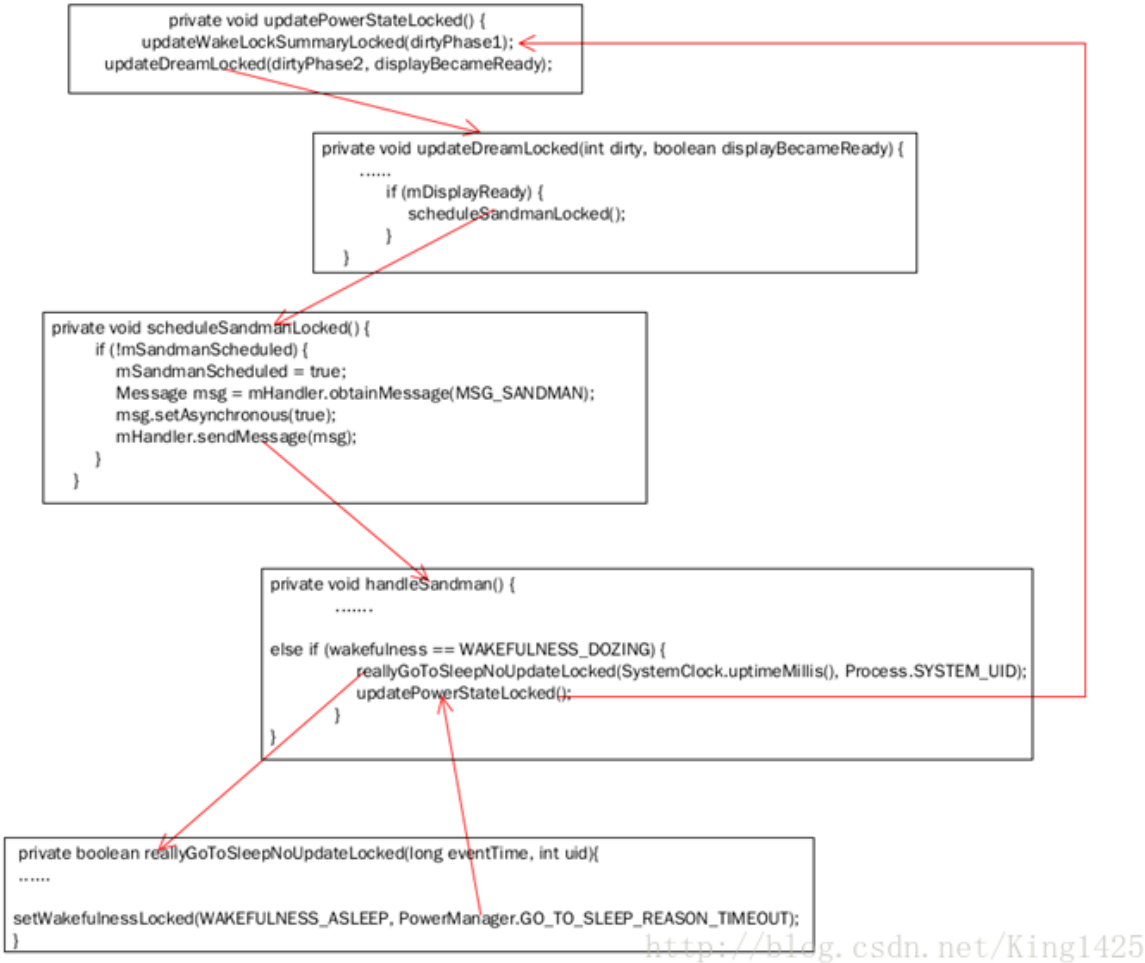 private void updatePowerStateLocked() {
updateWakeLockSummaryLocked(dirtyPhase1);
updateDreamLocked(dirtyPhase2, displayBecameReady);
private void updateDreamLocked(int dirty, boolean displayBecameReady) {
......
if (mDisplayReady) {
scheduleSandmanLocked();
}
}
private void scheduleSandmanLocked() {
if (!mSandmanScheduled) {
mSandmanScheduled = true;
Message msg = mHandler.obtainMessage(MSG_SANDMAN);
msg.setAsynchronous(true);
mHandler.sendMessage(msg);
}
}
private void handleSandman() {
.......
else if (wakefulness == WAKEFULNESS_DOZING) {
reallyGoToSleepNoUpdateLocked(SystemClock.uptimeMillis(), Process.SYSTEM_UID);
updatePowerStateLocked();
}
}
private boolean reallyGoToSleepNoUpdateLocked(long eventTime, int uid){
......
setWakefulnessLocked(WAKEFULNESS_ASLEEP, PowerManager.GO_TO_SLEEP_REASON_TIMEOUT);
}
http://blog.csdn.net/King1425